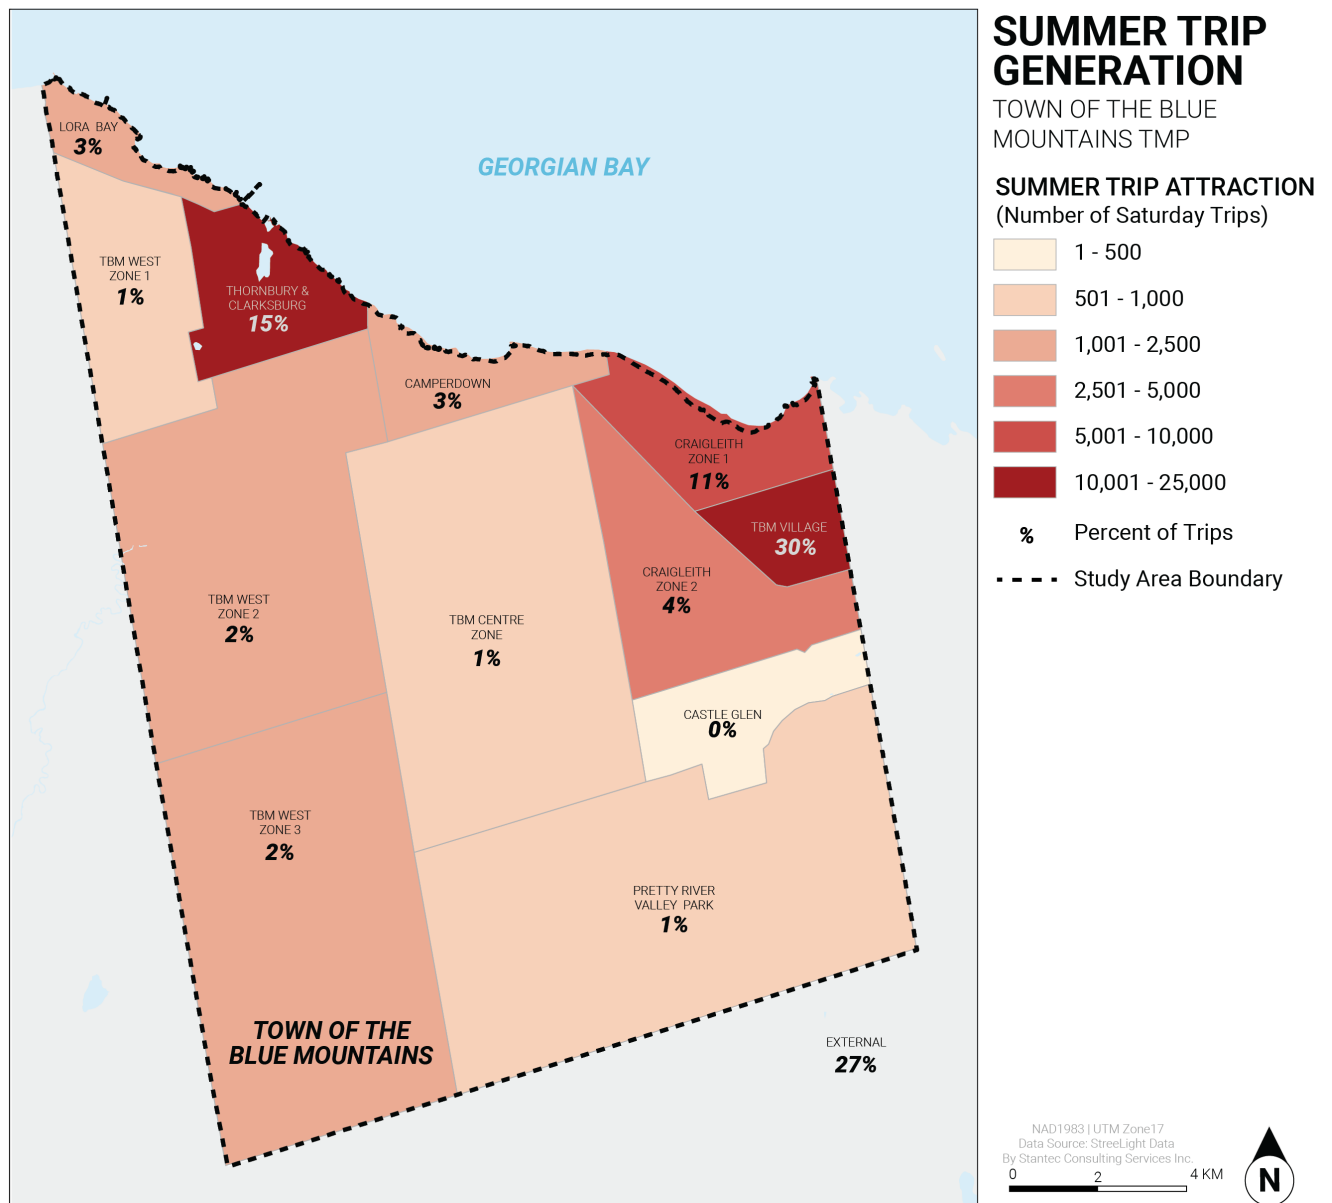 SUMMER TRIP
GENERATION
TOWN OF THE BLUE
MOUNTAINS TMP
SUMMER TRIP ATTRACTION
(Number of Saturday Trips)
1 - 500
501 - 1,000
1,001 - 2,500
2,501 - 5,000
5,001 - 10,000
10,001 - 25,000
% Percent of Trips
Study Area Boundary
GEORGIAN BAY
LORA BAY
3%
TBM WEST
ZONE 1
1%
THORNBURY &
CLARKSBURG
15%
CAMPERDOWN
3%
CRAIGLEITH
ZONE 1
11%
TBM VILLAGE
30%
CRAIGLEITH
ZONE 2
4%
TBM WEST
ZONE 2
2%
TBM CENTRE
ZONE
1%
CASTLE GLEN
0%
TBM WEST
ZONE 3
2%
PRETTY RIVER
VALLEY PARK
1%
TOWN OF THE
BLUE MOUNTAINS
EXTERNAL
27%
NAD1983 | UTM Zone17
Data Source: StreeLight Data
By Stantec Consulting Services Inc.
0 2 4 KM
N